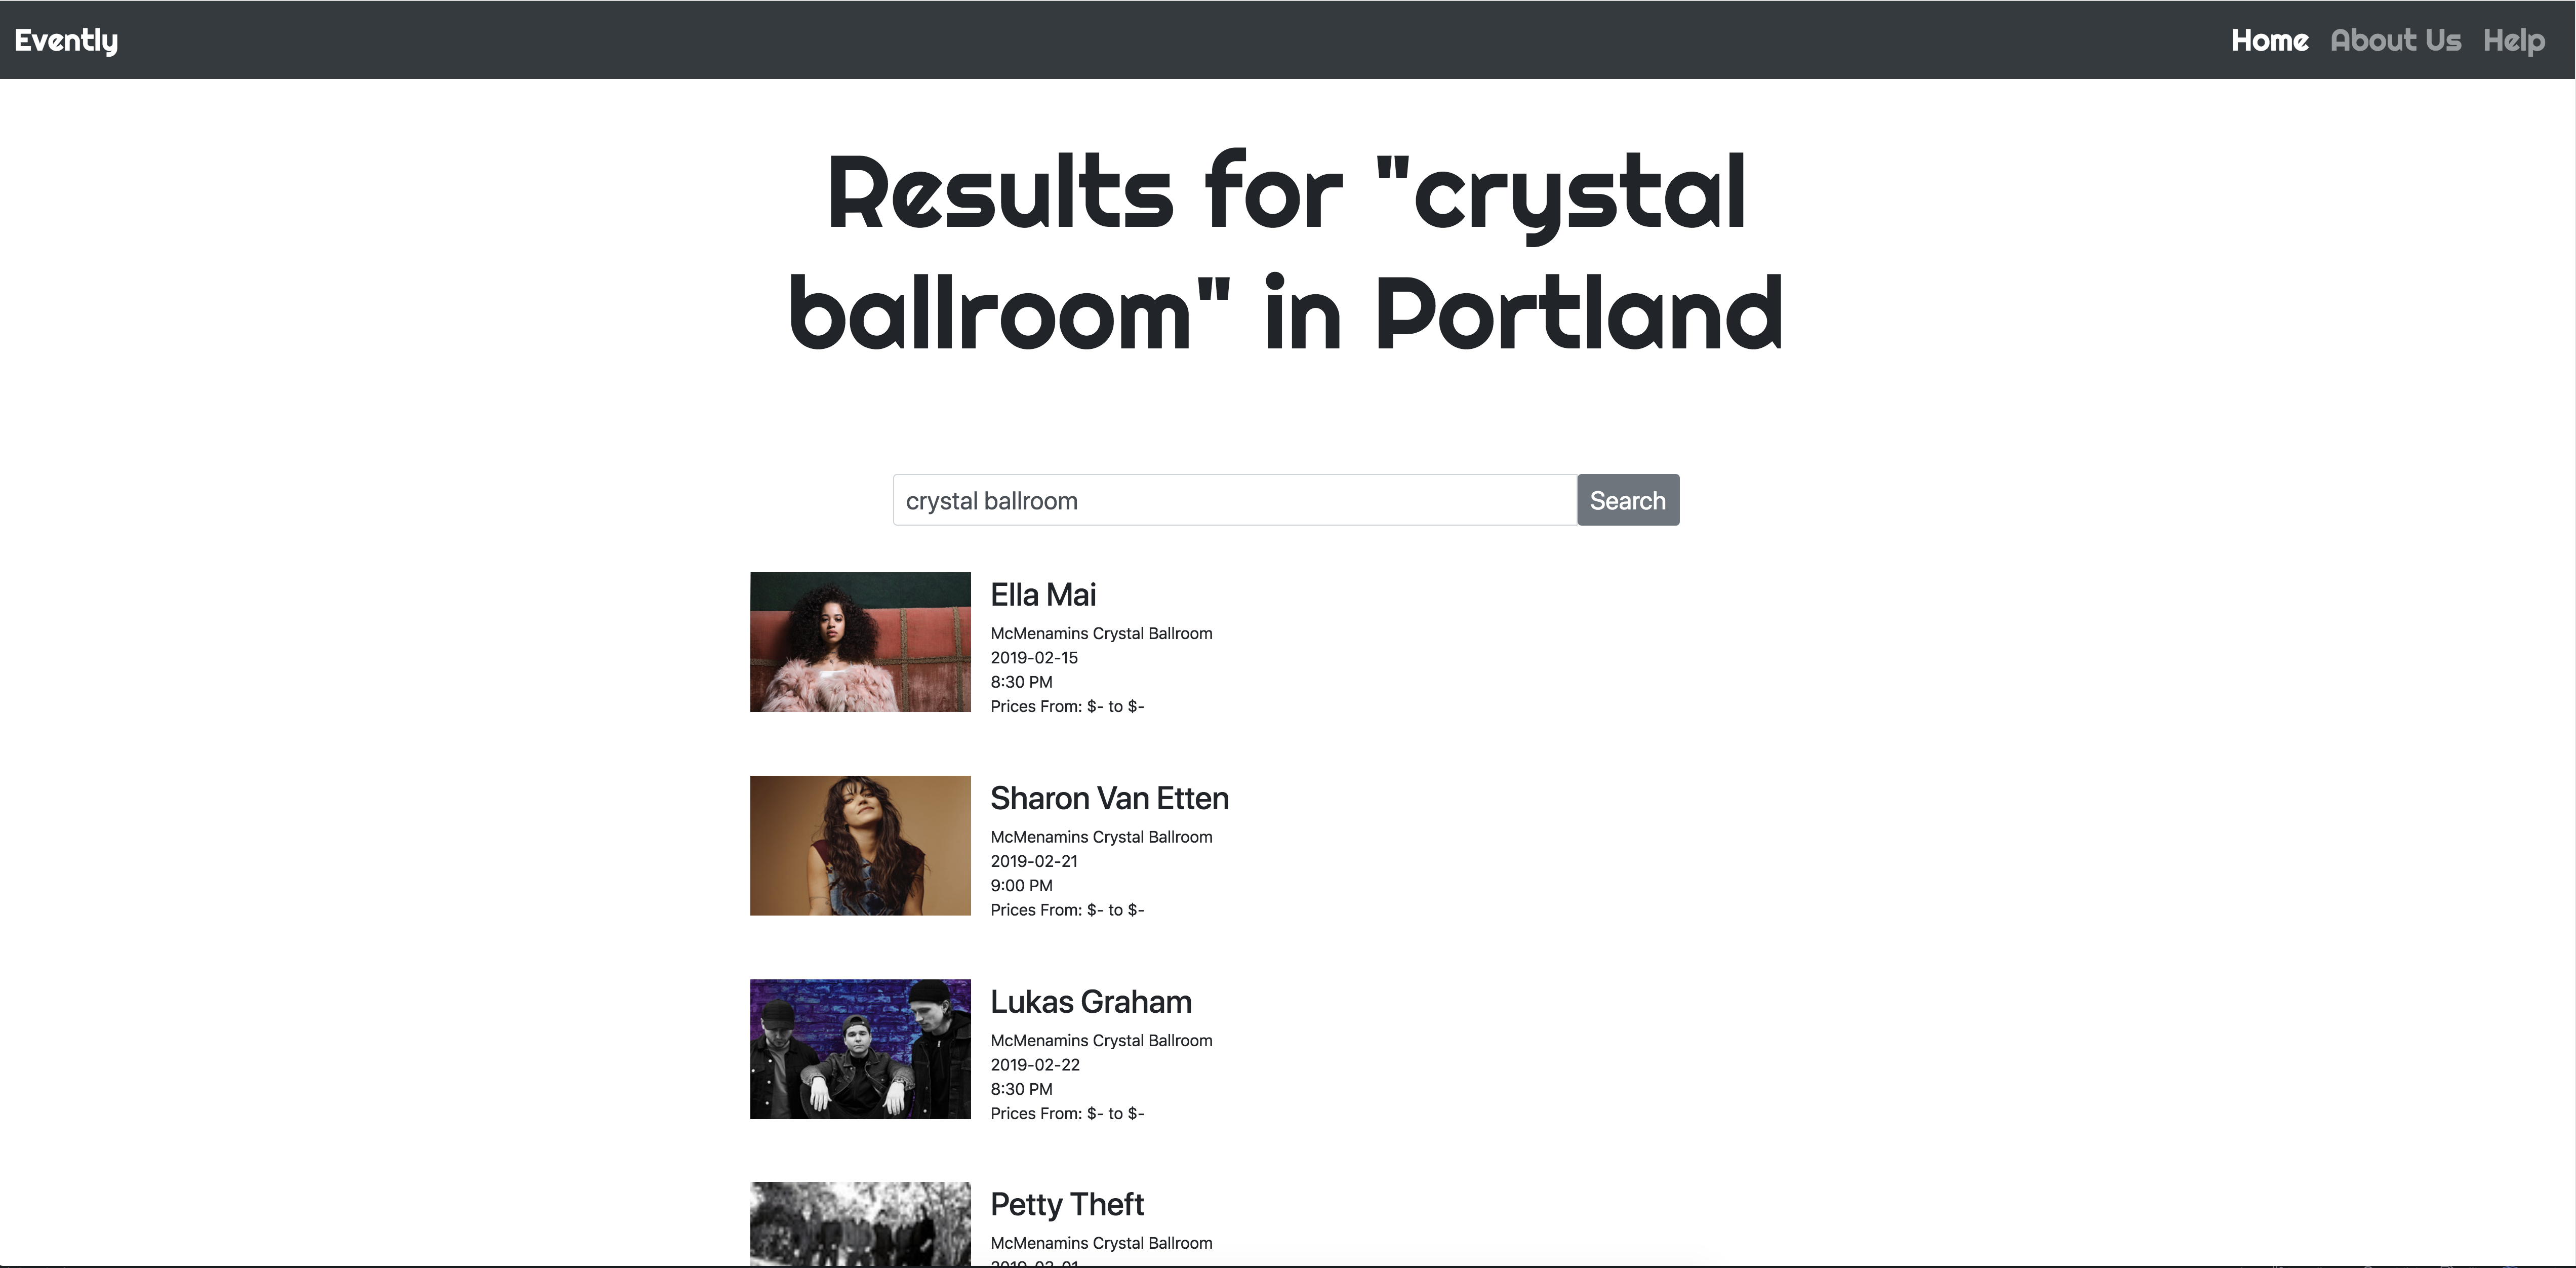 Evently
Home About Us Help
Results for "crystal
ballroom" in Portland
crystal ballroom Search
Ella Mai
McMenamins Crystal Ballroom
2019-02-15
8:30 PM
Prices From: $- to $-
Sharon Van Etten
McMenamins Crystal Ballroom
2019-02-21
9:00 PM
Prices From: $- to $-
Lukas Graham
McMenamins Crystal Ballroom
2019-02-22
8:30 PM
Prices From: $- to $-
Petty Theft
McMenamins Crystal Ballroom